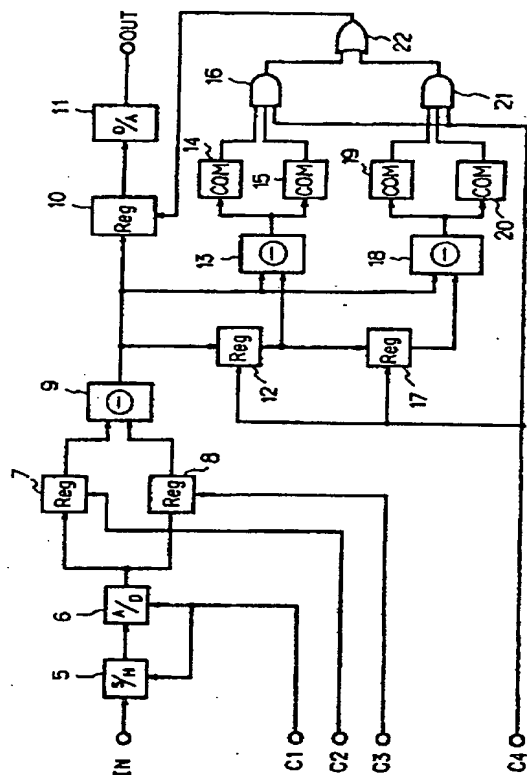 IN
5
S/H
6
A/D
7
Reg
8
Reg
9
10
Reg
11
D/A
OUT
12
Reg
13
14
COM
15
COM
16
17
Reg
18
19
COM
20
COM
21
22
C1
C2
C3
C4